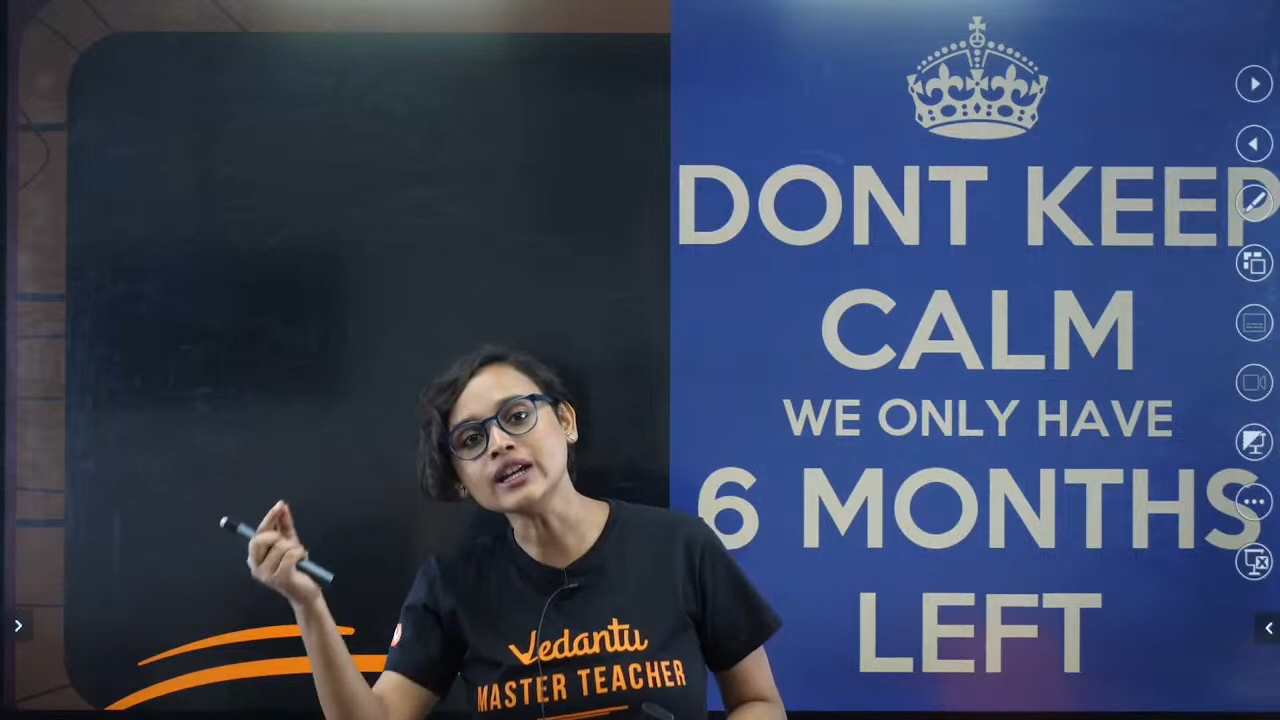 DONT KEEP
CALM
WE ONLY HAVE
6 MONTHS
LEFT
Vedantu
MASTER TEACHER